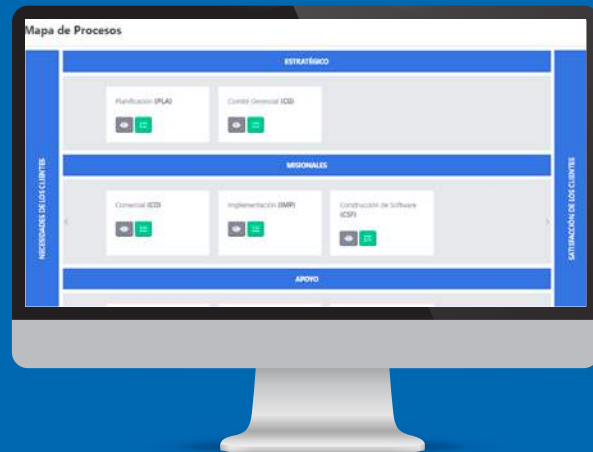 Mapa de Procesos
NECESIDADES DE LOS CLIENTES
ESTRATÉGICO
Planificación (PLA)
Comité Gerencial (CG)
MISIONALES
Comercial (CO)
Implementación (IMP)
Construcción de Software
(CSF)
APOYO
SATISFACCIÓN DE LOS CLIENTES